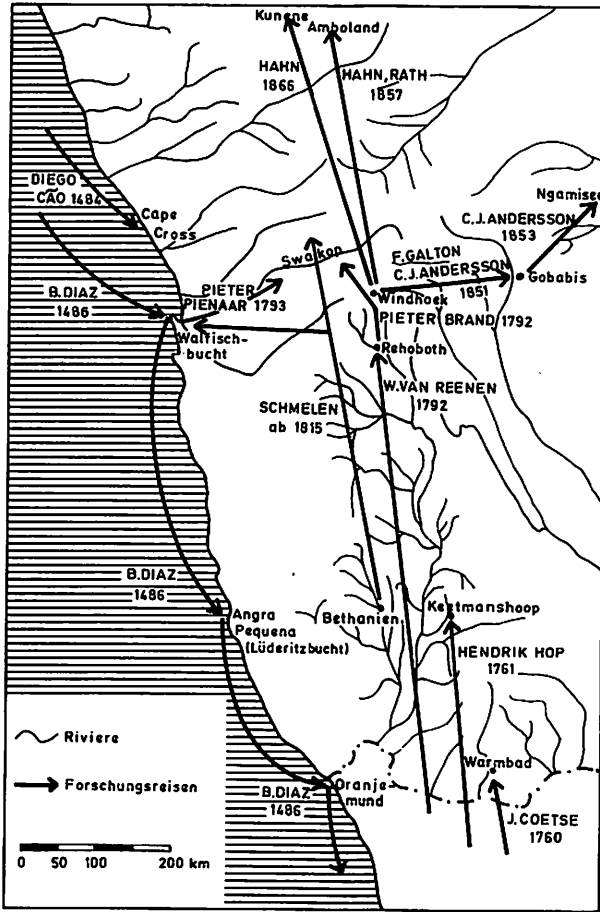 Kunene
Amboland
HAHN
1866
HAHN, RATH
1857
DIEGO
CÃO 1484
Cape
Cross
Ngamisee
C.J.ANDERSSON
1853
Swakop
F.GALTON
C.J.ANDERSSON
1851
Gobabis
B.DIAZ
1486
PIETER
PIENAAR 1793
Windhoek
PIETER BRAND 1792
Walfisch-
bucht
Rehoboth
W.VAN REENEN
1792
SCHMELEN
ab 1815
B.DIAZ
1486
Angra
Pequena
(Lüderitzbucht)
Bethanien
Keetmanshoop
HENDRIK HOP
1761
Riviere
Forschungsreisen
Warmbad
B.DIAZ
1486
Oranje-
mund
J.COETSE
1760
0 50 100 200 km